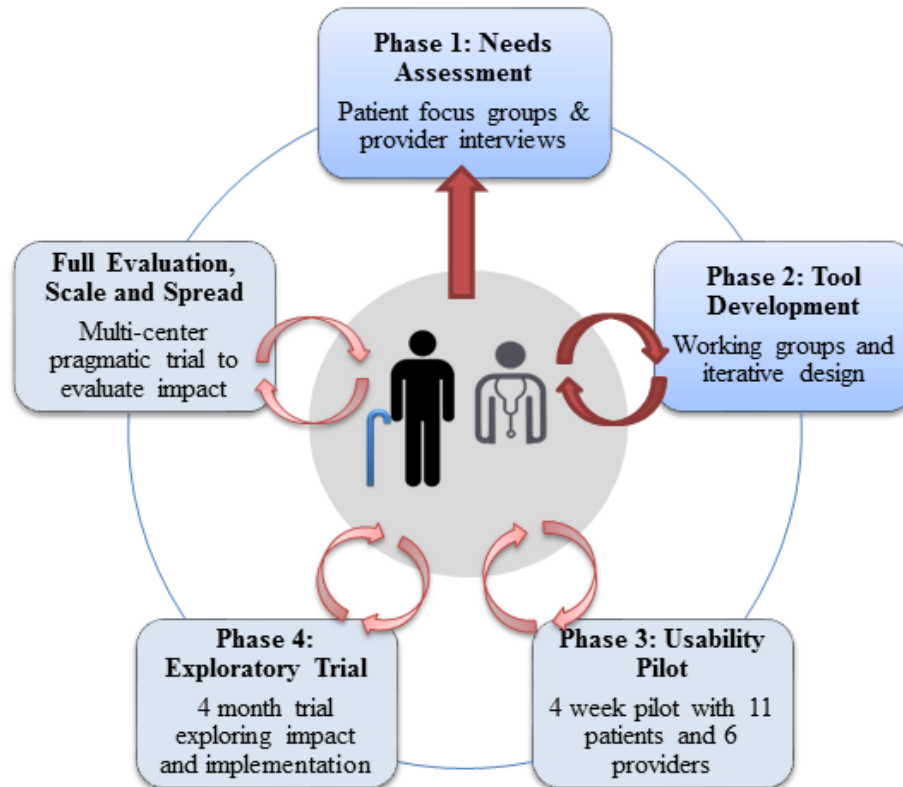 Phase 1: Needs
Assessment
Patient focus groups &
provider interviews
Full Evaluation,
Scale and Spread
Multi-center
pragmatic trial to
evaluate impact
Phase 2: Tool
Development
Working groups and
iterative design
Phase 4:
Exploratory Trial
4 month trial
exploring impact
and implementation
Phase 3: Usability
Pilot
4 week pilot with 11
patients and 6
providers